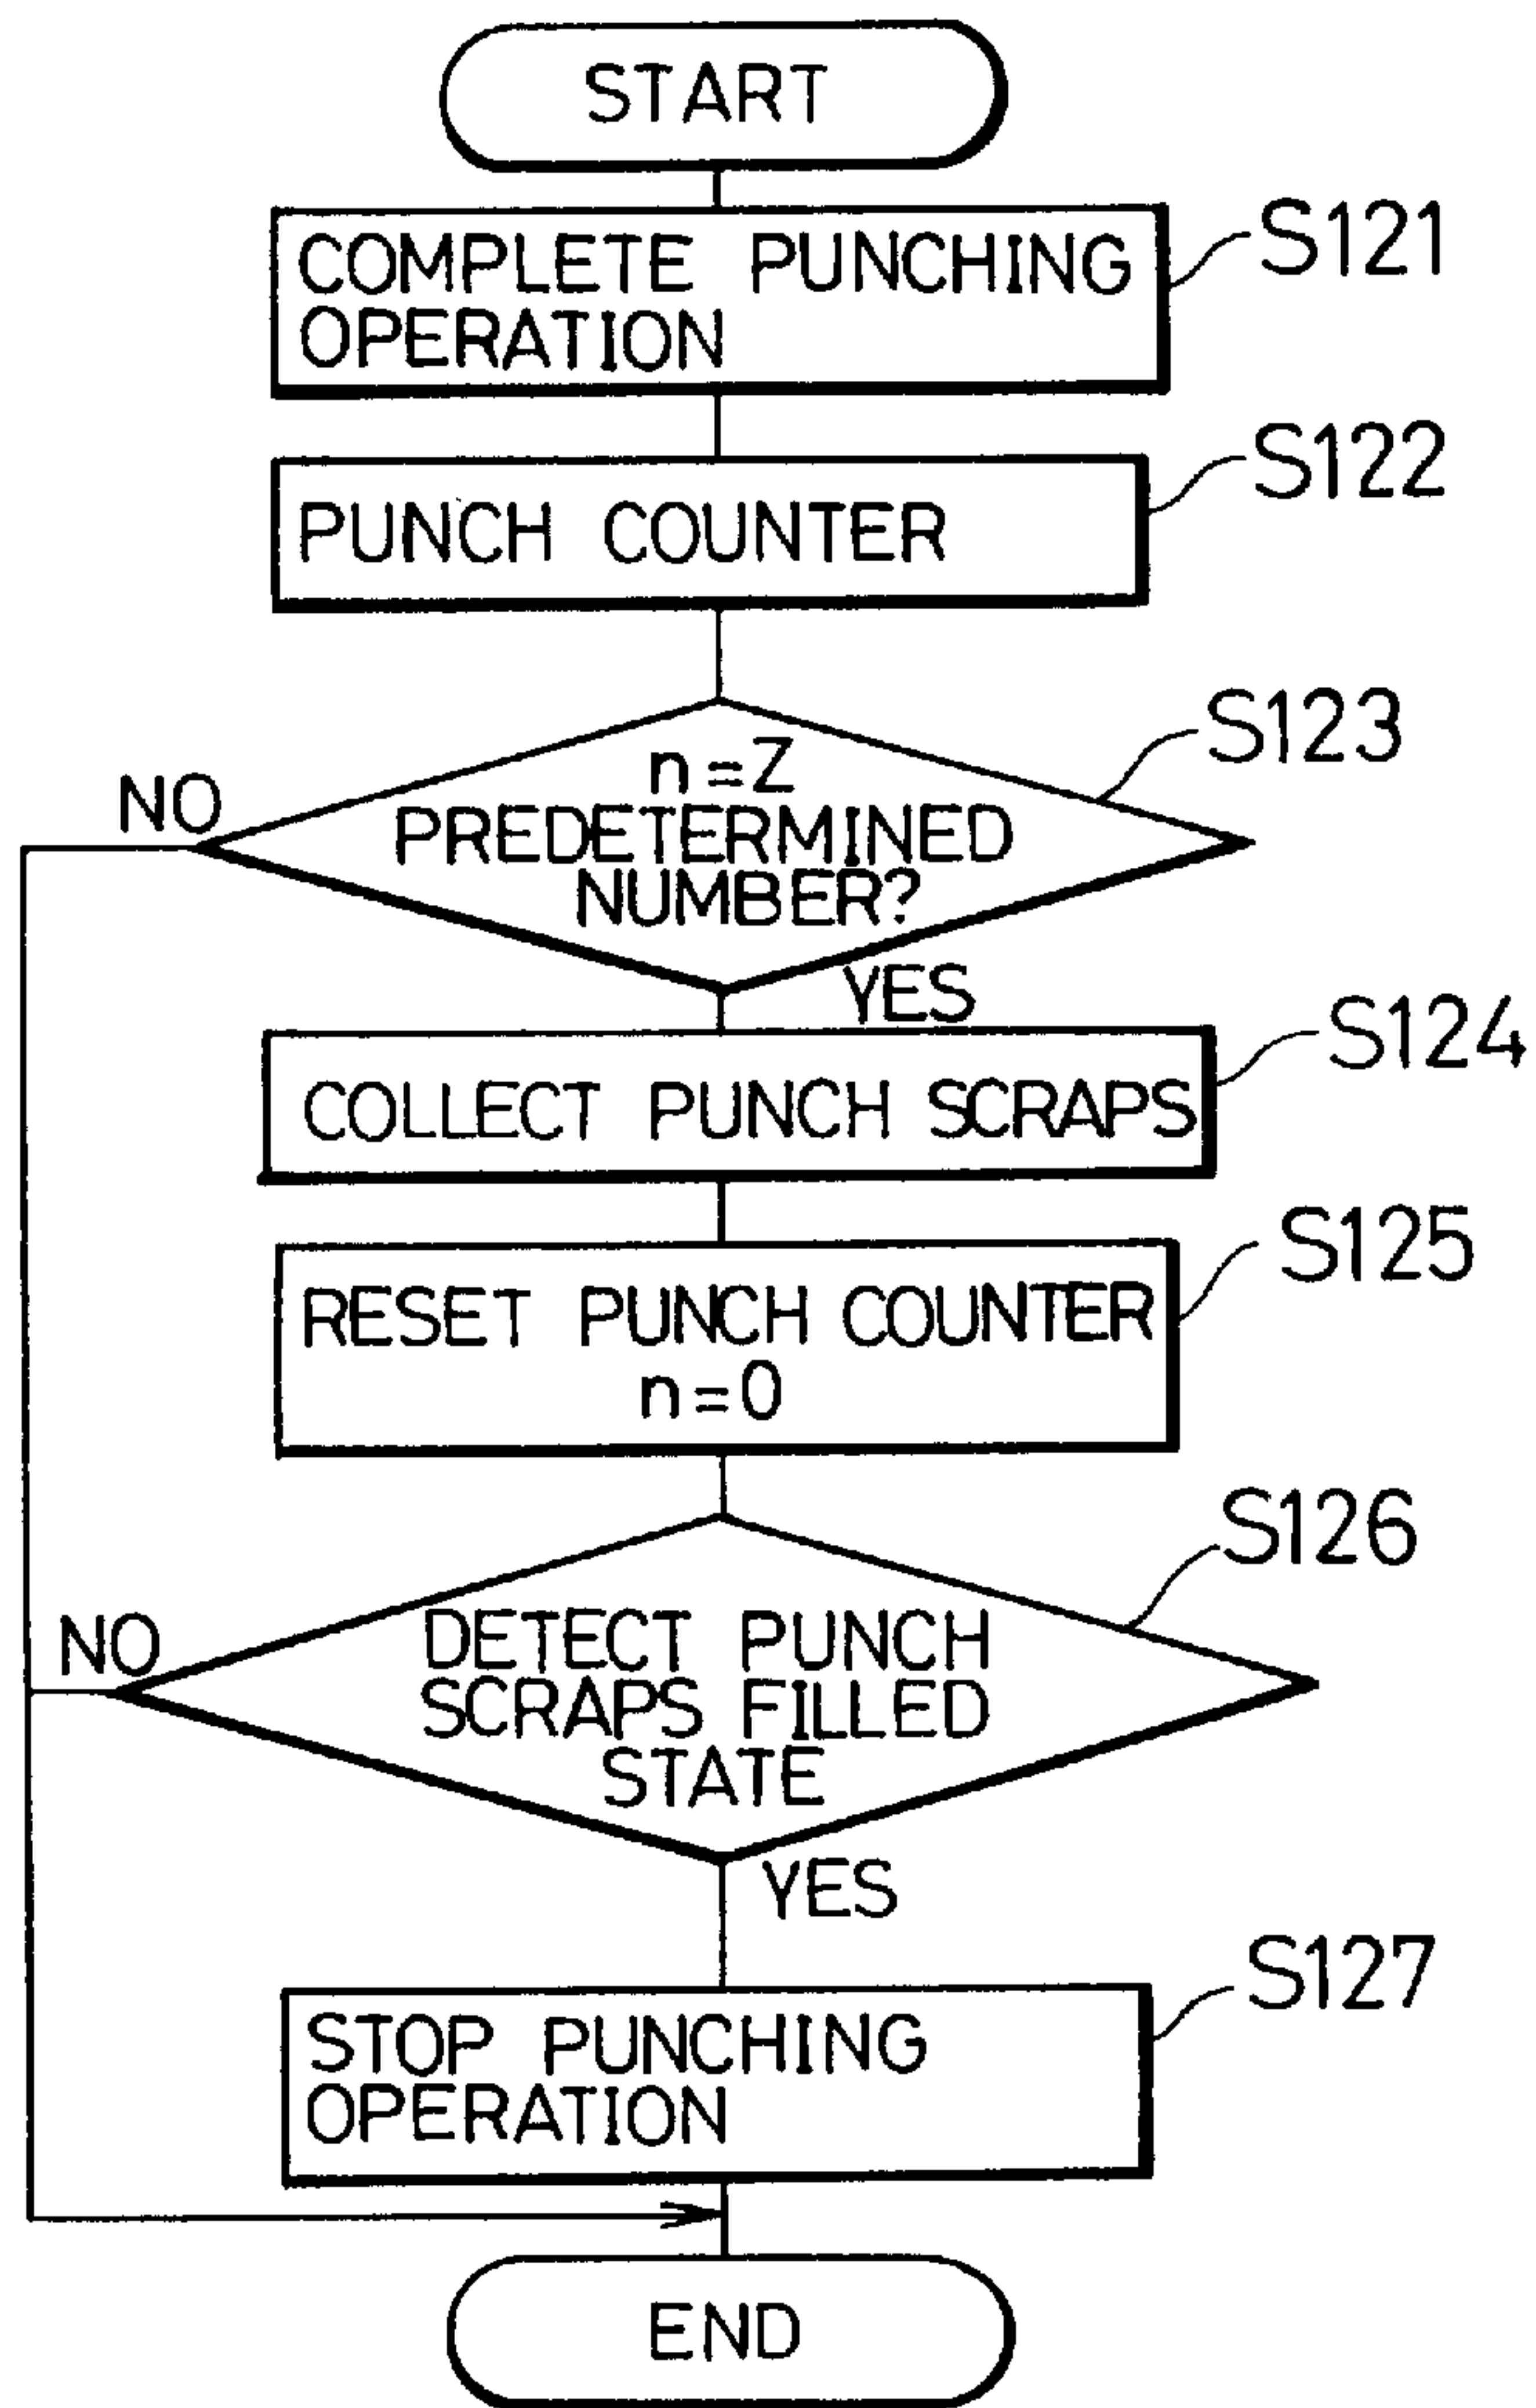 START
COMPLETE PUNCHING
OPERATION
S121
PUNCH COUNTER
S122
n=Z
PREDETERMINED
NUMBER?
S123
NO
YES
COLLECT PUNCH SCRAPS
S124
RESET PUNCH COUNTER
n=0
S125
DETECT PUNCH
SCRAPS FILLED
STATE
S126
NO
YES
STOP PUNCHING
OPERATION
S127
END